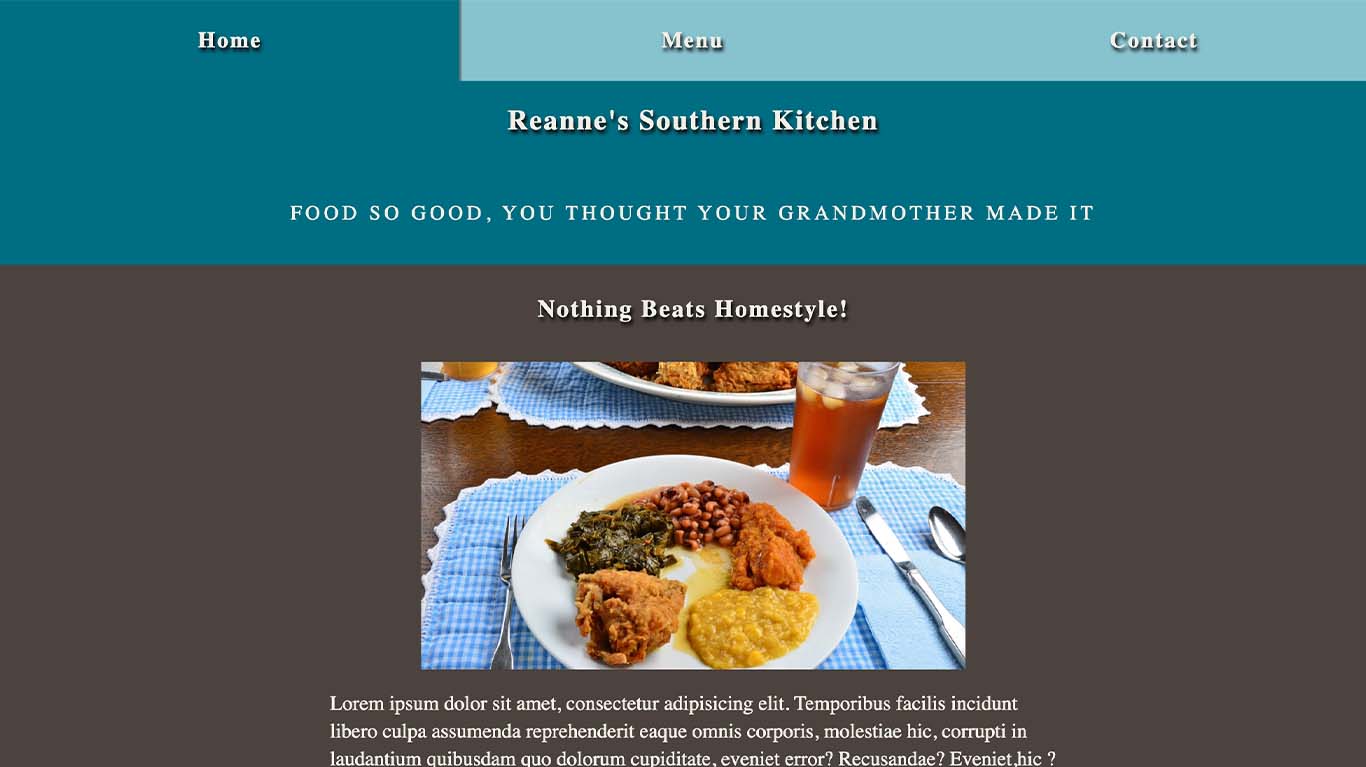 Home
Menu
Contact
Reanne's Southern Kitchen
FOOD SO GOOD, YOU THOUGHT YOUR GRANDMOTHER MADE IT
Nothing Beats Homestyle!
Lorem ipsum dolor sit amet, consectetur adipisicing elit. Temporibus facilis incidunt
libero culpa assumenda reprehenderit eaque omnis corporis, molestiae hic, corrupti in
laudantium quibusdam quo dolorum cupiditate, eveniet error? Recusandae? Eveniet,hic ?